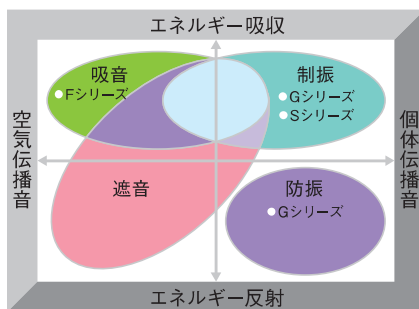 エネルギー吸収
吸音
Fシリーズ
制振
Gシリーズ
Sシリーズ
空気伝播音
個体伝播音
遮音
防振
Gシリーズ
エネルギー反射